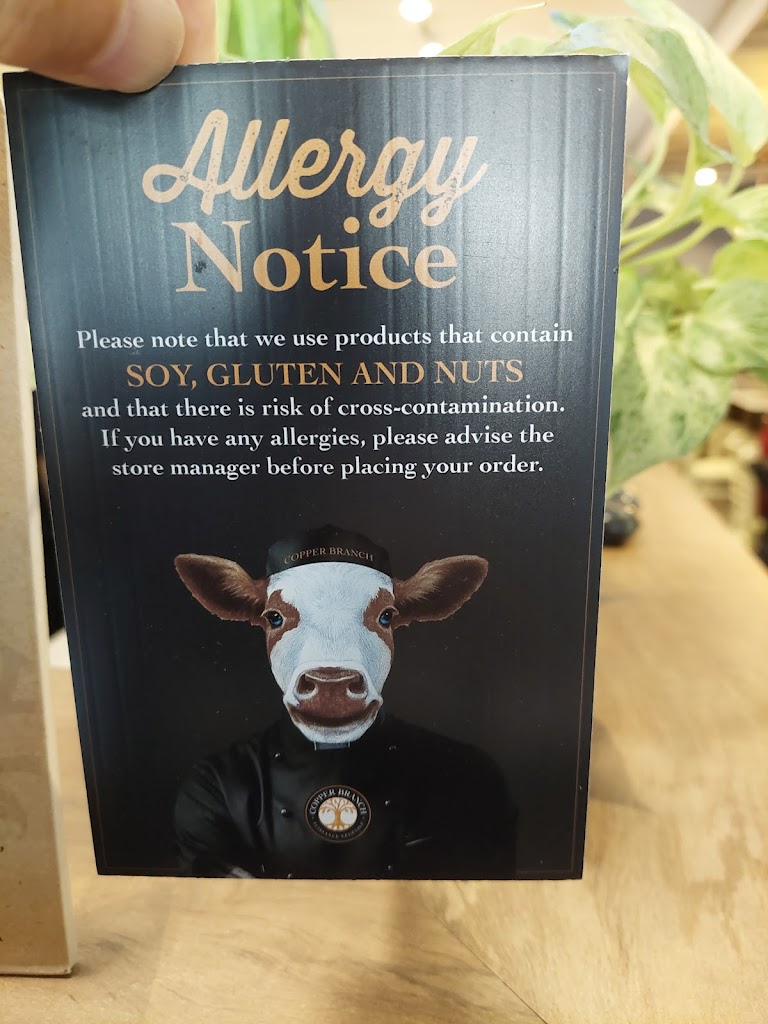 Allergy
Notice
Please note that we use products that contain
SOY, GLUTEN AND NUTS
and that there is risk of cross-contamination.
If you have any allergies, please advise the
store manager before placing your order.
COPPER BRANCH
COPPER BRANCH